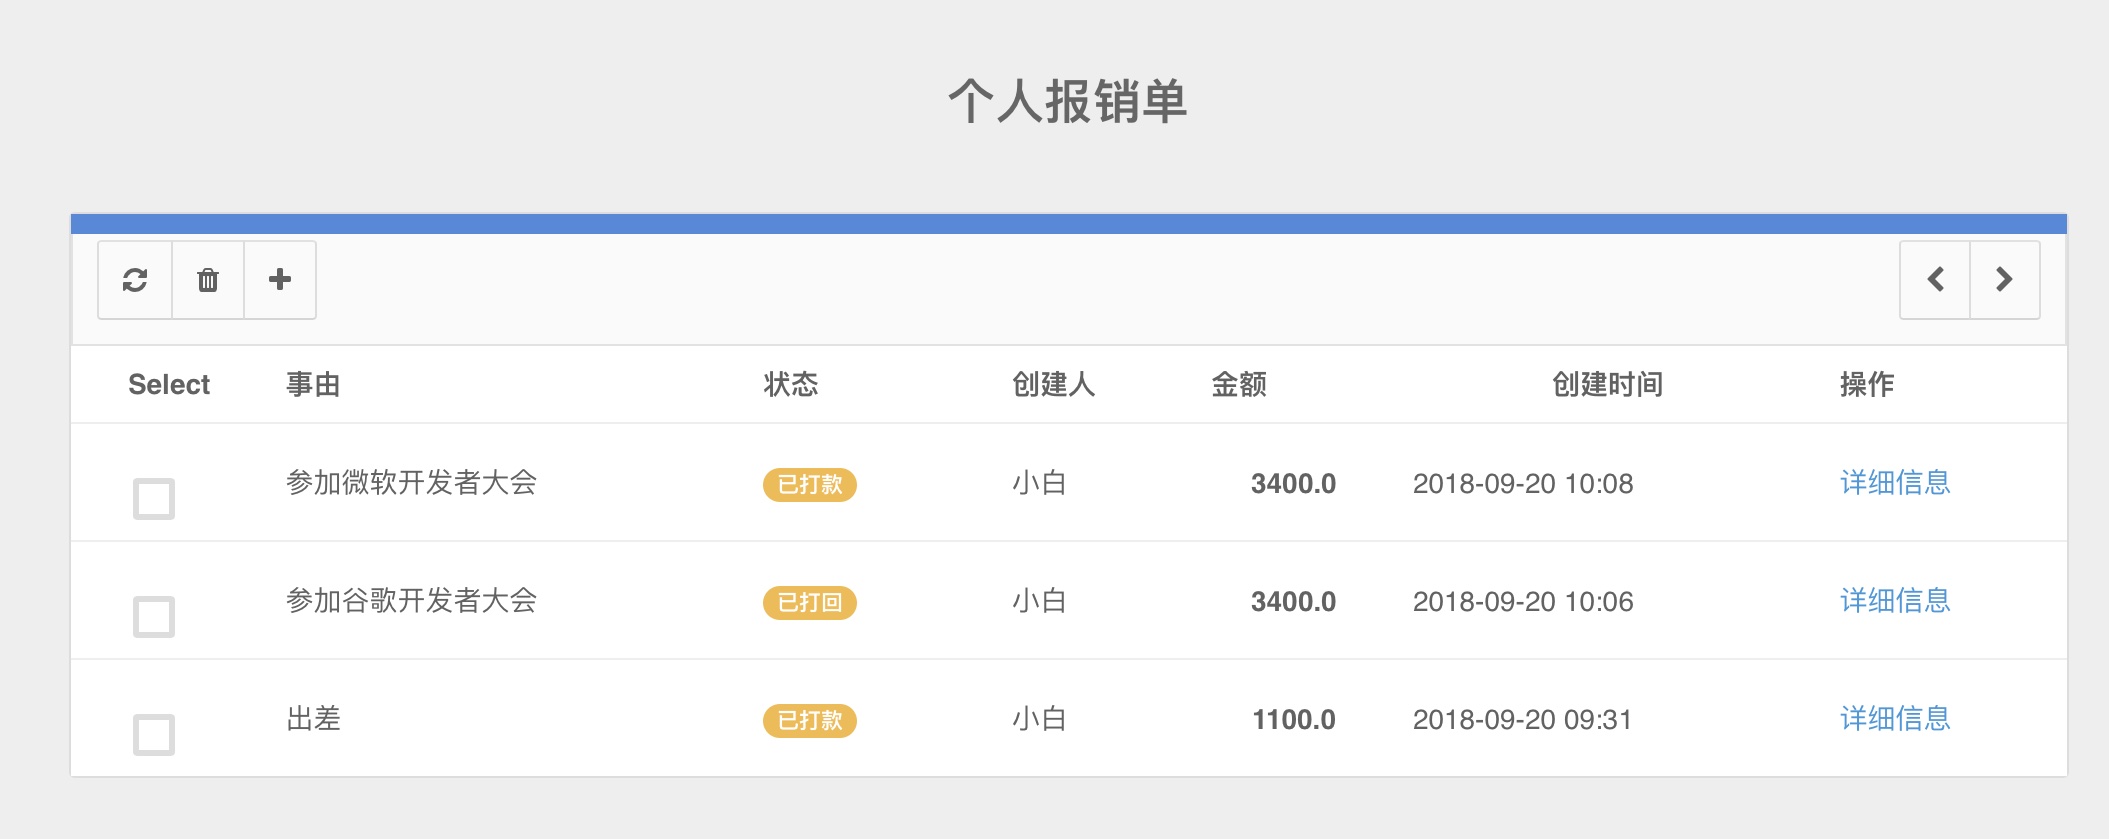 个人报销单
Select 事由 状态 创建人 金额 创建时间 操作
参加微软开发者大会 已打款 小白 3400.0 2018-09-20 10:08 详细信息
参加谷歌开发者大会 已打回 小白 3400.0 2018-09-20 10:06 详细信息
出差 已打款 小白 1100.0 2018-09-20 09:31 详细信息